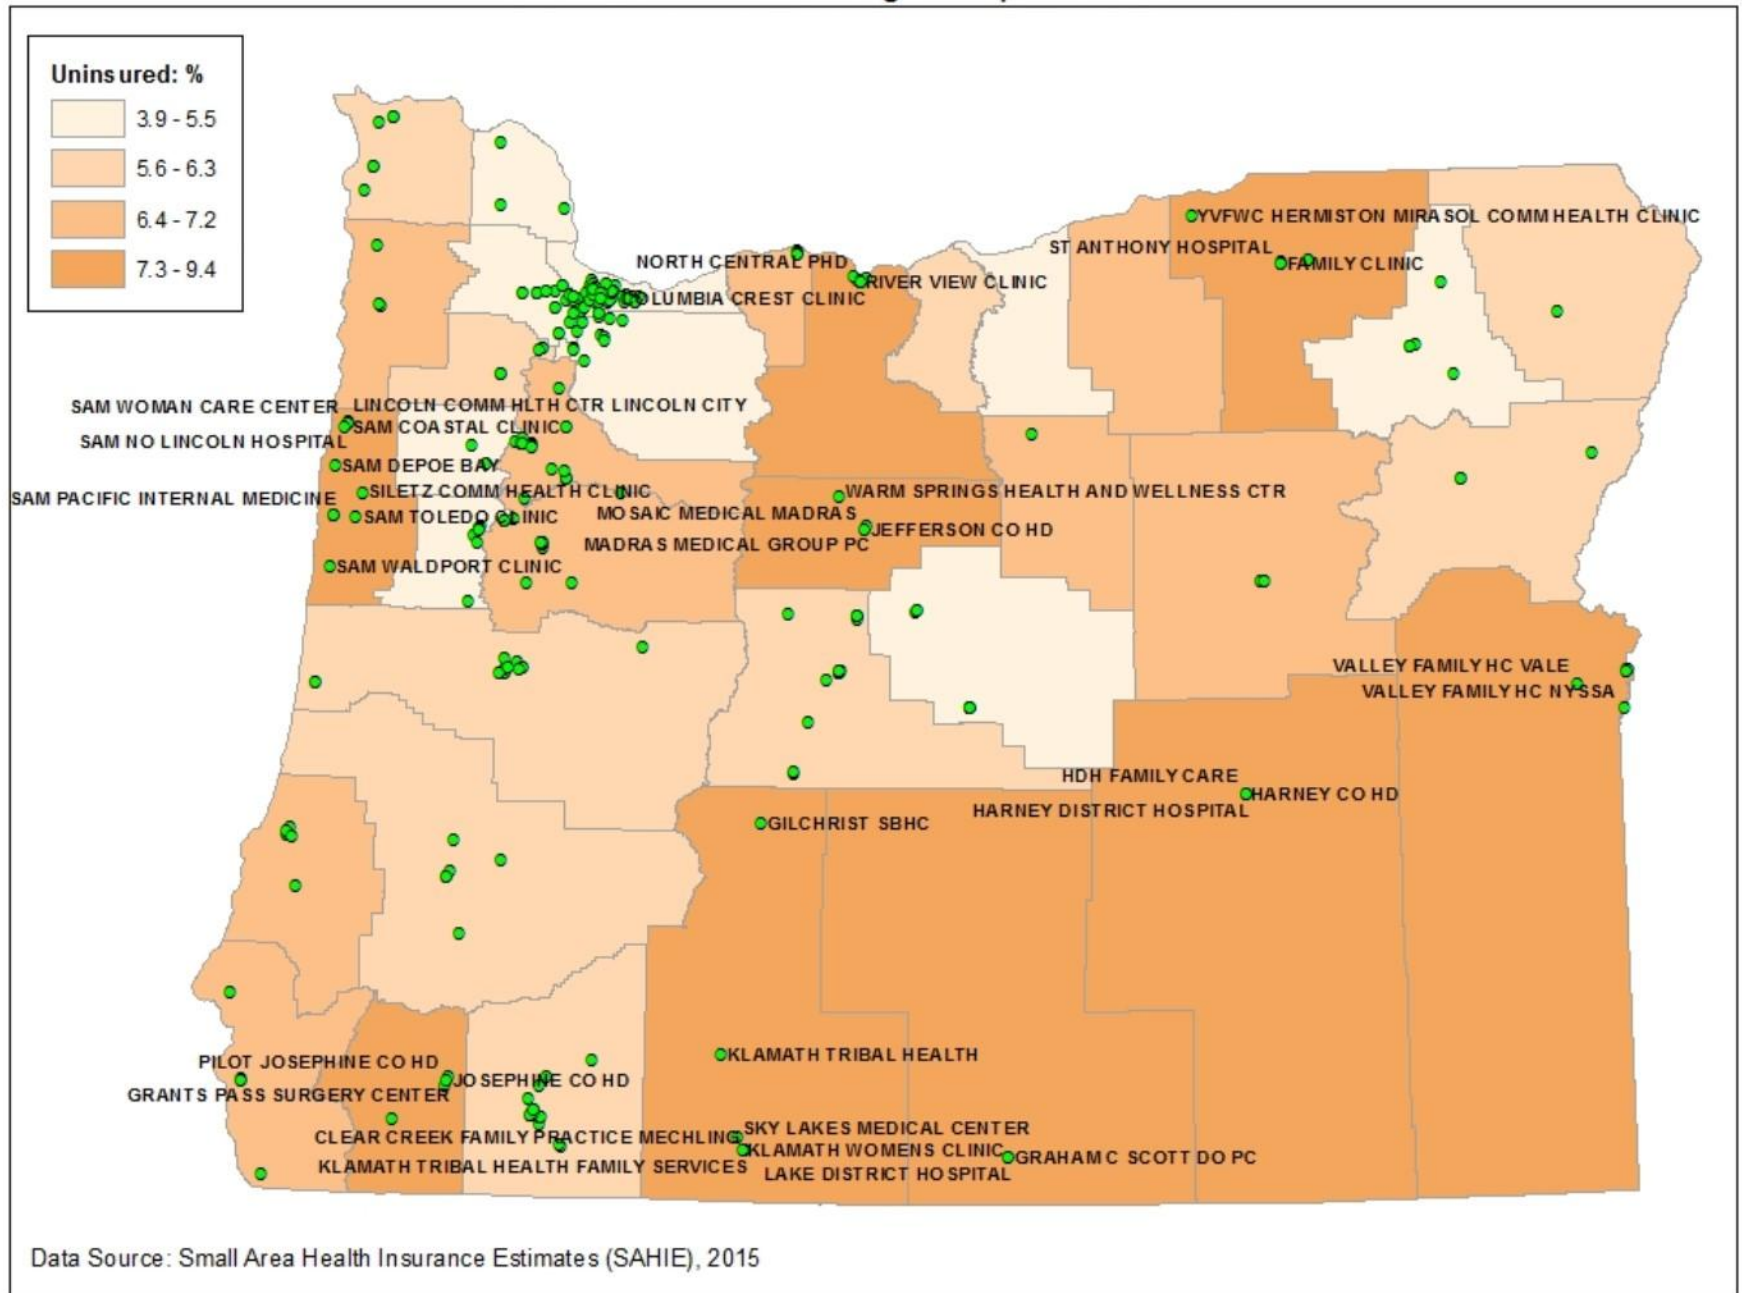 Uninsured: %
3.9 - 5.5
5.6 - 6.3
6.4 - 7.2
7.3 - 9.4
YVFWC HERMISTON MIRASOL COMM HEALTH CLINIC
ST ANTHONY HOSPITAL
FAMILY CLINIC
NORTH CENTRAL PHD
RIVER VIEW CLINIC
LUMBIA CREST CLINIC
SAM WOMAN CARE CENTER
LINCOLN COMM HLTH CTR LINCOLN CITY
SAM COASTAL CLINIC
SAM NO LINCOLN HOSPITAL
SAM DEPOE BAY
SILETZ COMM HEALTH CLINIC
WARM SPRINGS HEALTH AND WELLNESS CTR
SAM PACIFIC INTERNAL MEDICINE
SAM TOLEDO CLINIC
MOSAIC MEDICAL MADRAS
JEFFERSON CO HD
MADRAS MEDICAL GROUP PC
SAM WALDPORT CLINIC
VALLEY FAMILY HC VALE
VALLEY FAMILY HC NYSSA
HDH FAMILY CARE
HARNEY CO HD
HARNEY DISTRICT HOSPITAL
GILCHRIST SBHC
KLAMATH TRIBAL HEALTH
PILOT JOSEPHINE CO HD
JOSEPHINE CO HD
GRANTS PASS SURGERY CENTER
SKY LAKES MEDICAL CENTER
CLEAR CREEK FAMILY PRACTICE MECHLING
KLAMATH WOMENS CLINIC
GRAHAM C SCOTT DO PC
KLAMATH TRIBAL HEALTH FAMILY SERVICES
LAKE DISTRICT HOSPITAL
Data Source: Small Area Health Insurance Estimates (SAHIE), 2015